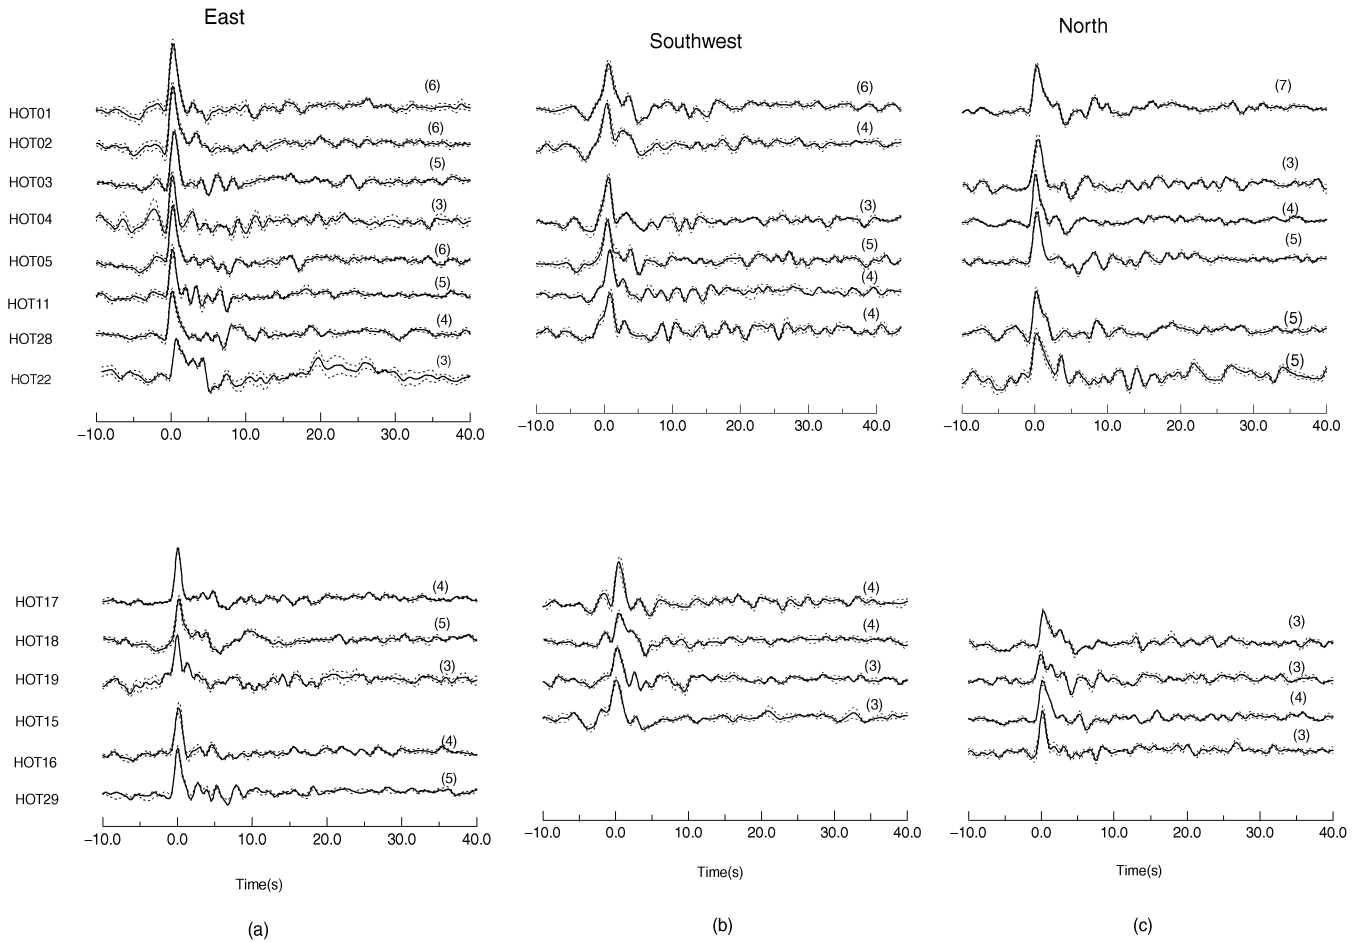 East
Southwest
North
HOT01 (6) (6) (7)
HOT02 (6) (4)
HOT03 (5) (3)
HOT04 (3) (3) (4)
HOT05 (6) (5) (5)
HOT11 (5) (4)
HOT28 (4) (4) (5)
HOT22 (3) (5)
−10.0 0.0 10.0 20.0 30.0 40.0
−10.0 0.0 10.0 20.0 30.0 40.0
−10.0 0.0 10.0 20.0 30.0 40.0
HOT17 (4) (4)
HOT18 (5) (4) (3)
HOT19 (3) (3) (3)
HOT15 (3) (4)
HOT16 (4) (3)
HOT29 (5)
−10.0 0.0 10.0 20.0 30.0 40.0
−10.0 0.0 10.0 20.0 30.0 40.0
−10.0 0.0 10.0 20.0 30.0 40.0
Time(s)
Time(s)
Time(s)
(a)
(b)
(c)